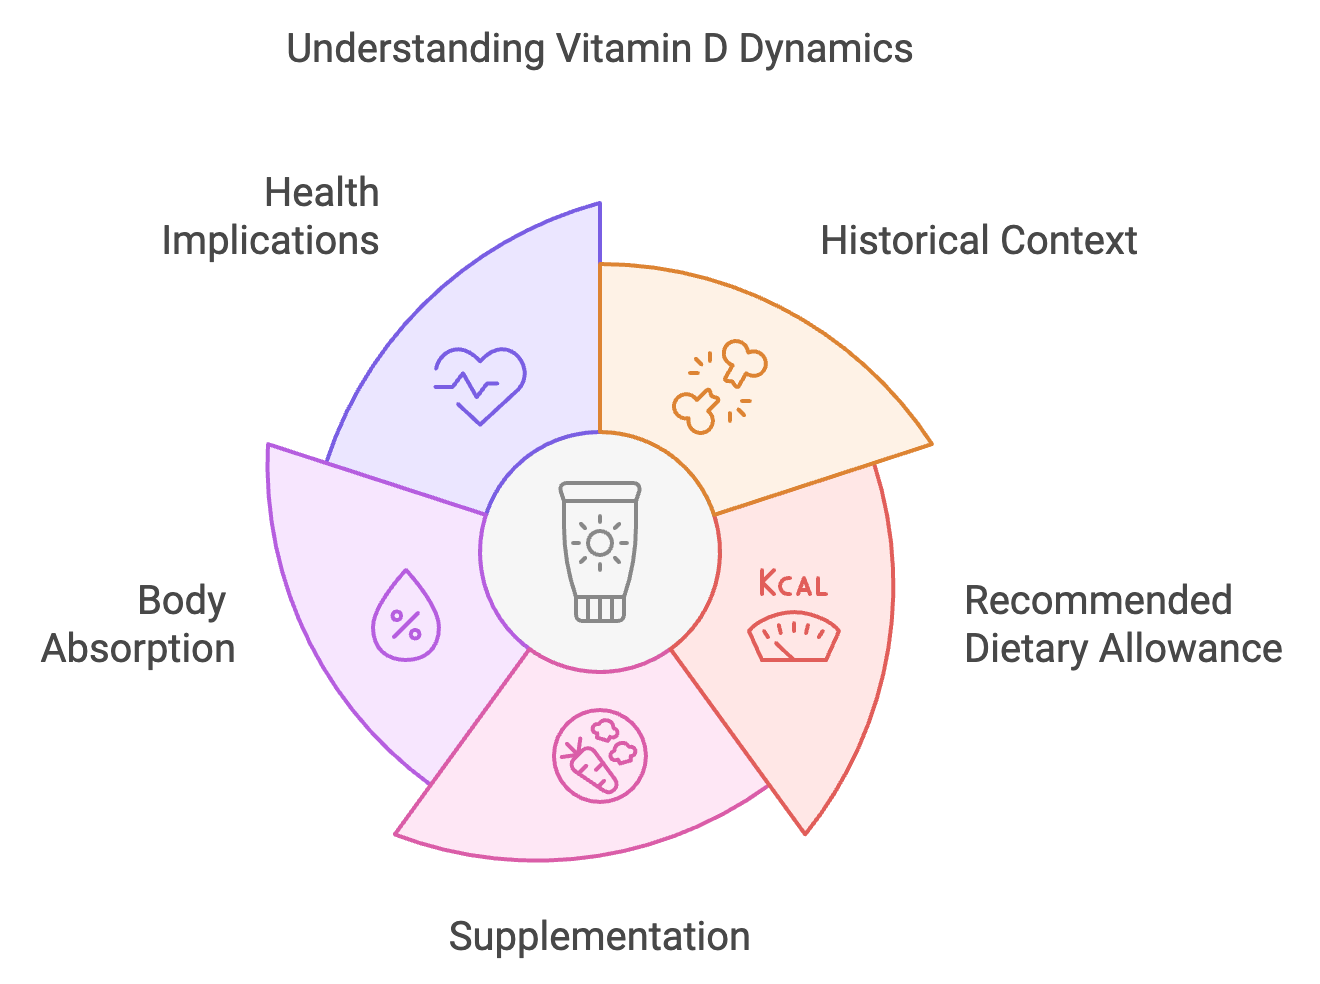 Understanding Vitamin D Dynamics
Health
Implications
Historical Context
KCAL
Recommended
Dietary Allowance
Body
Absorption
%
Supplementation